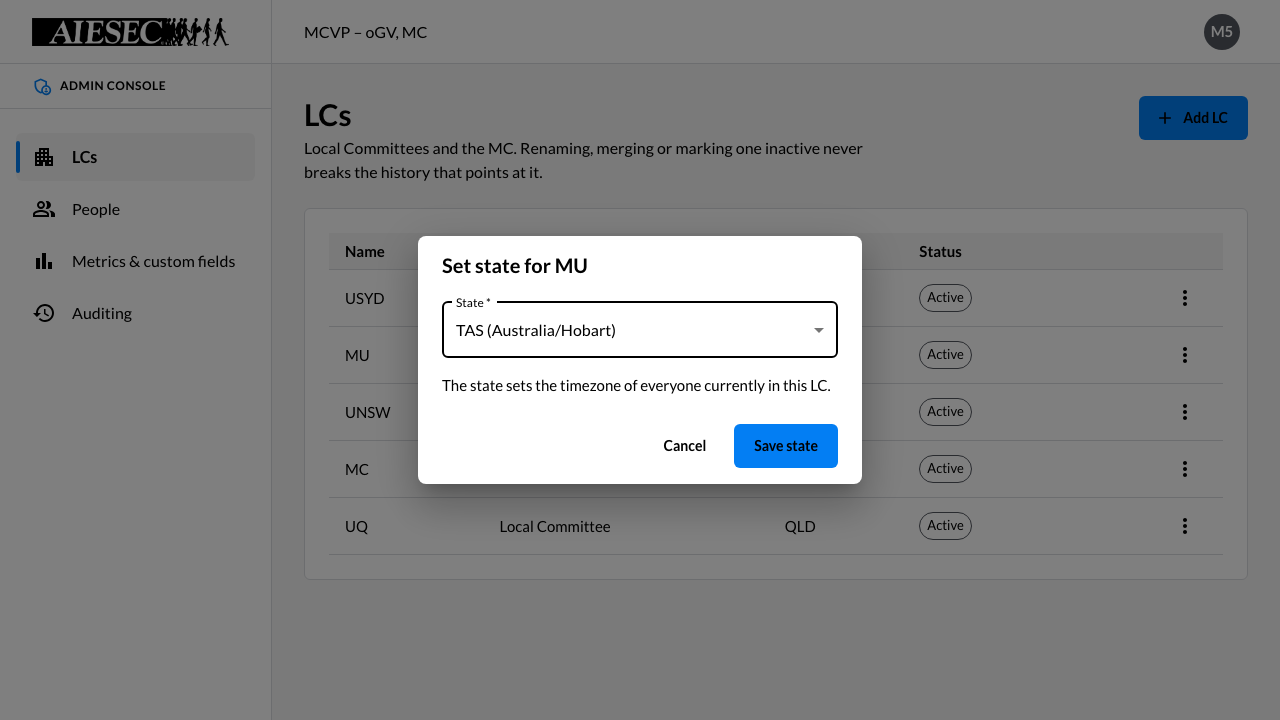 AIESEC
MCVP – oGV, MC
M5
ADMIN CONSOLE
LCs
People
Metrics & custom fields
Auditing
LCs
Local Committees and the MC. Renaming, merging or marking one inactive never
breaks the history that points at it.
Add LC
Name
Status
USYD
Active
MU
Active
UNSW
Active
MC
Active
UQ
Local Committee
QLD
Active
Set state for MU
State *
TAS (Australia/Hobart)
The state sets the timezone of everyone currently in this LC.
Cancel
Save state